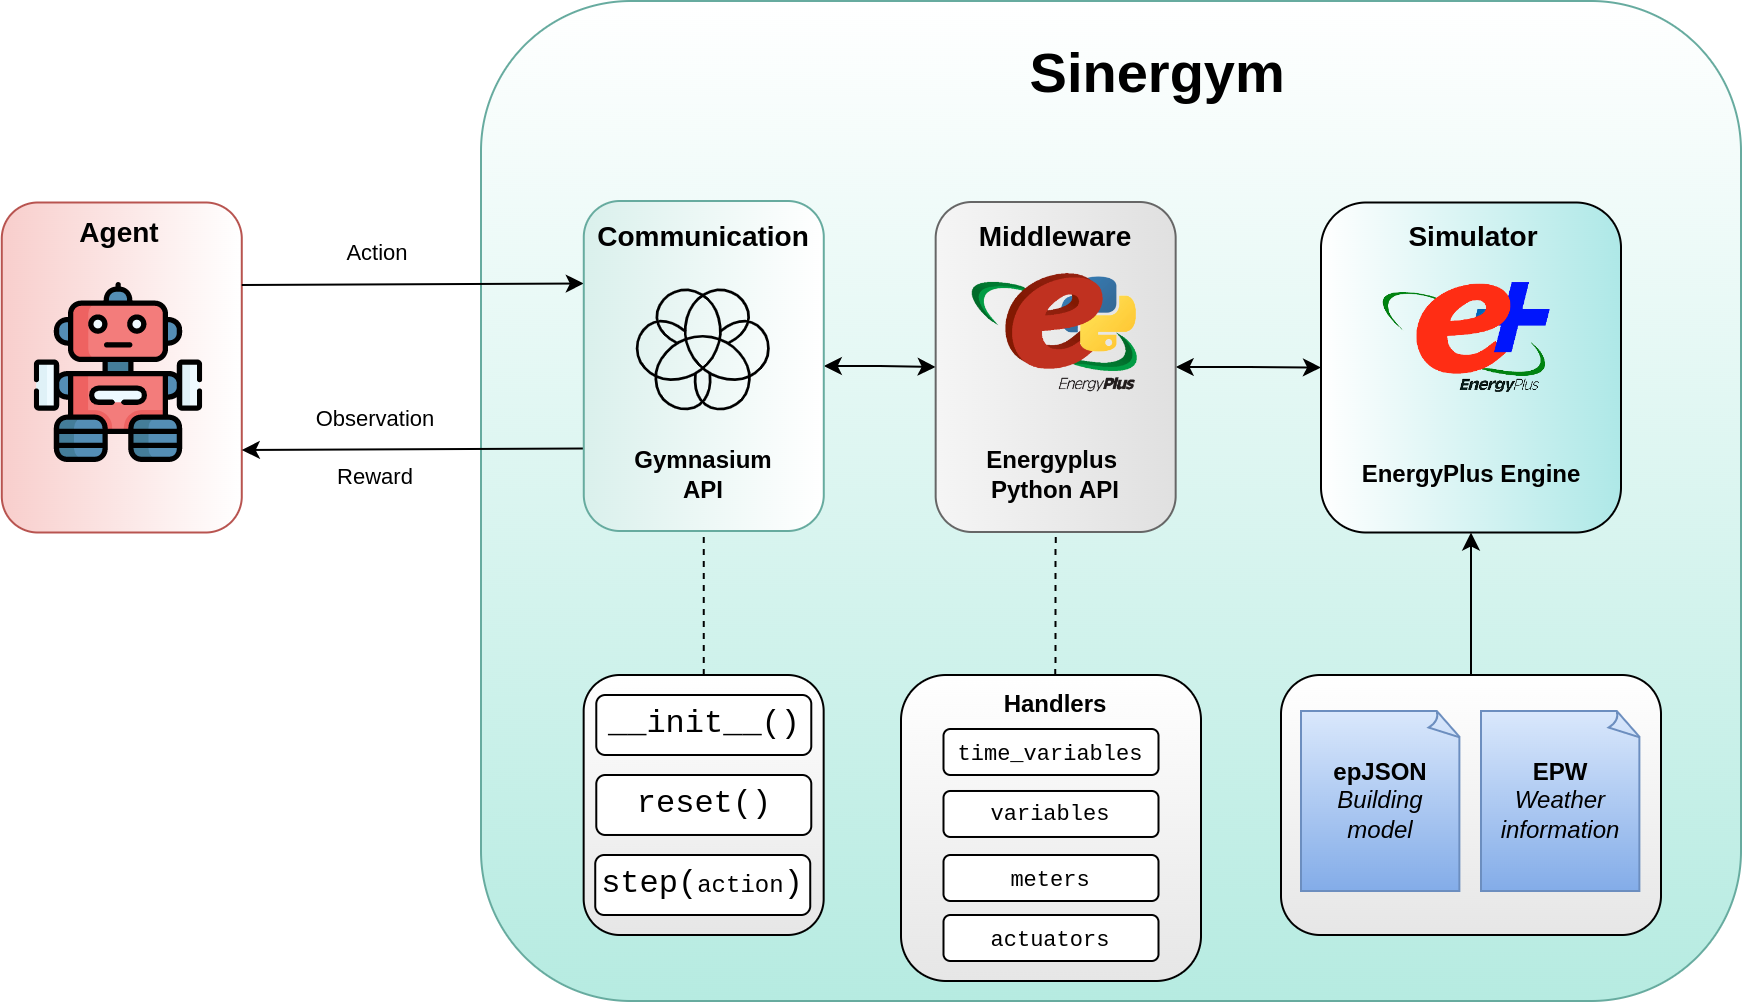 Sinergym
Agent
Action
Observation
Reward
Communication
Gymnasium
API
Middleware
EnergyPlus
Energyplus
Python API
Simulator
EnergyPlus
EnergyPlus Engine
__init__()
reset()
step(action)
Handlers
time_variables
variables
meters
actuators
epJSON
Building
model
EPW
Weather
information